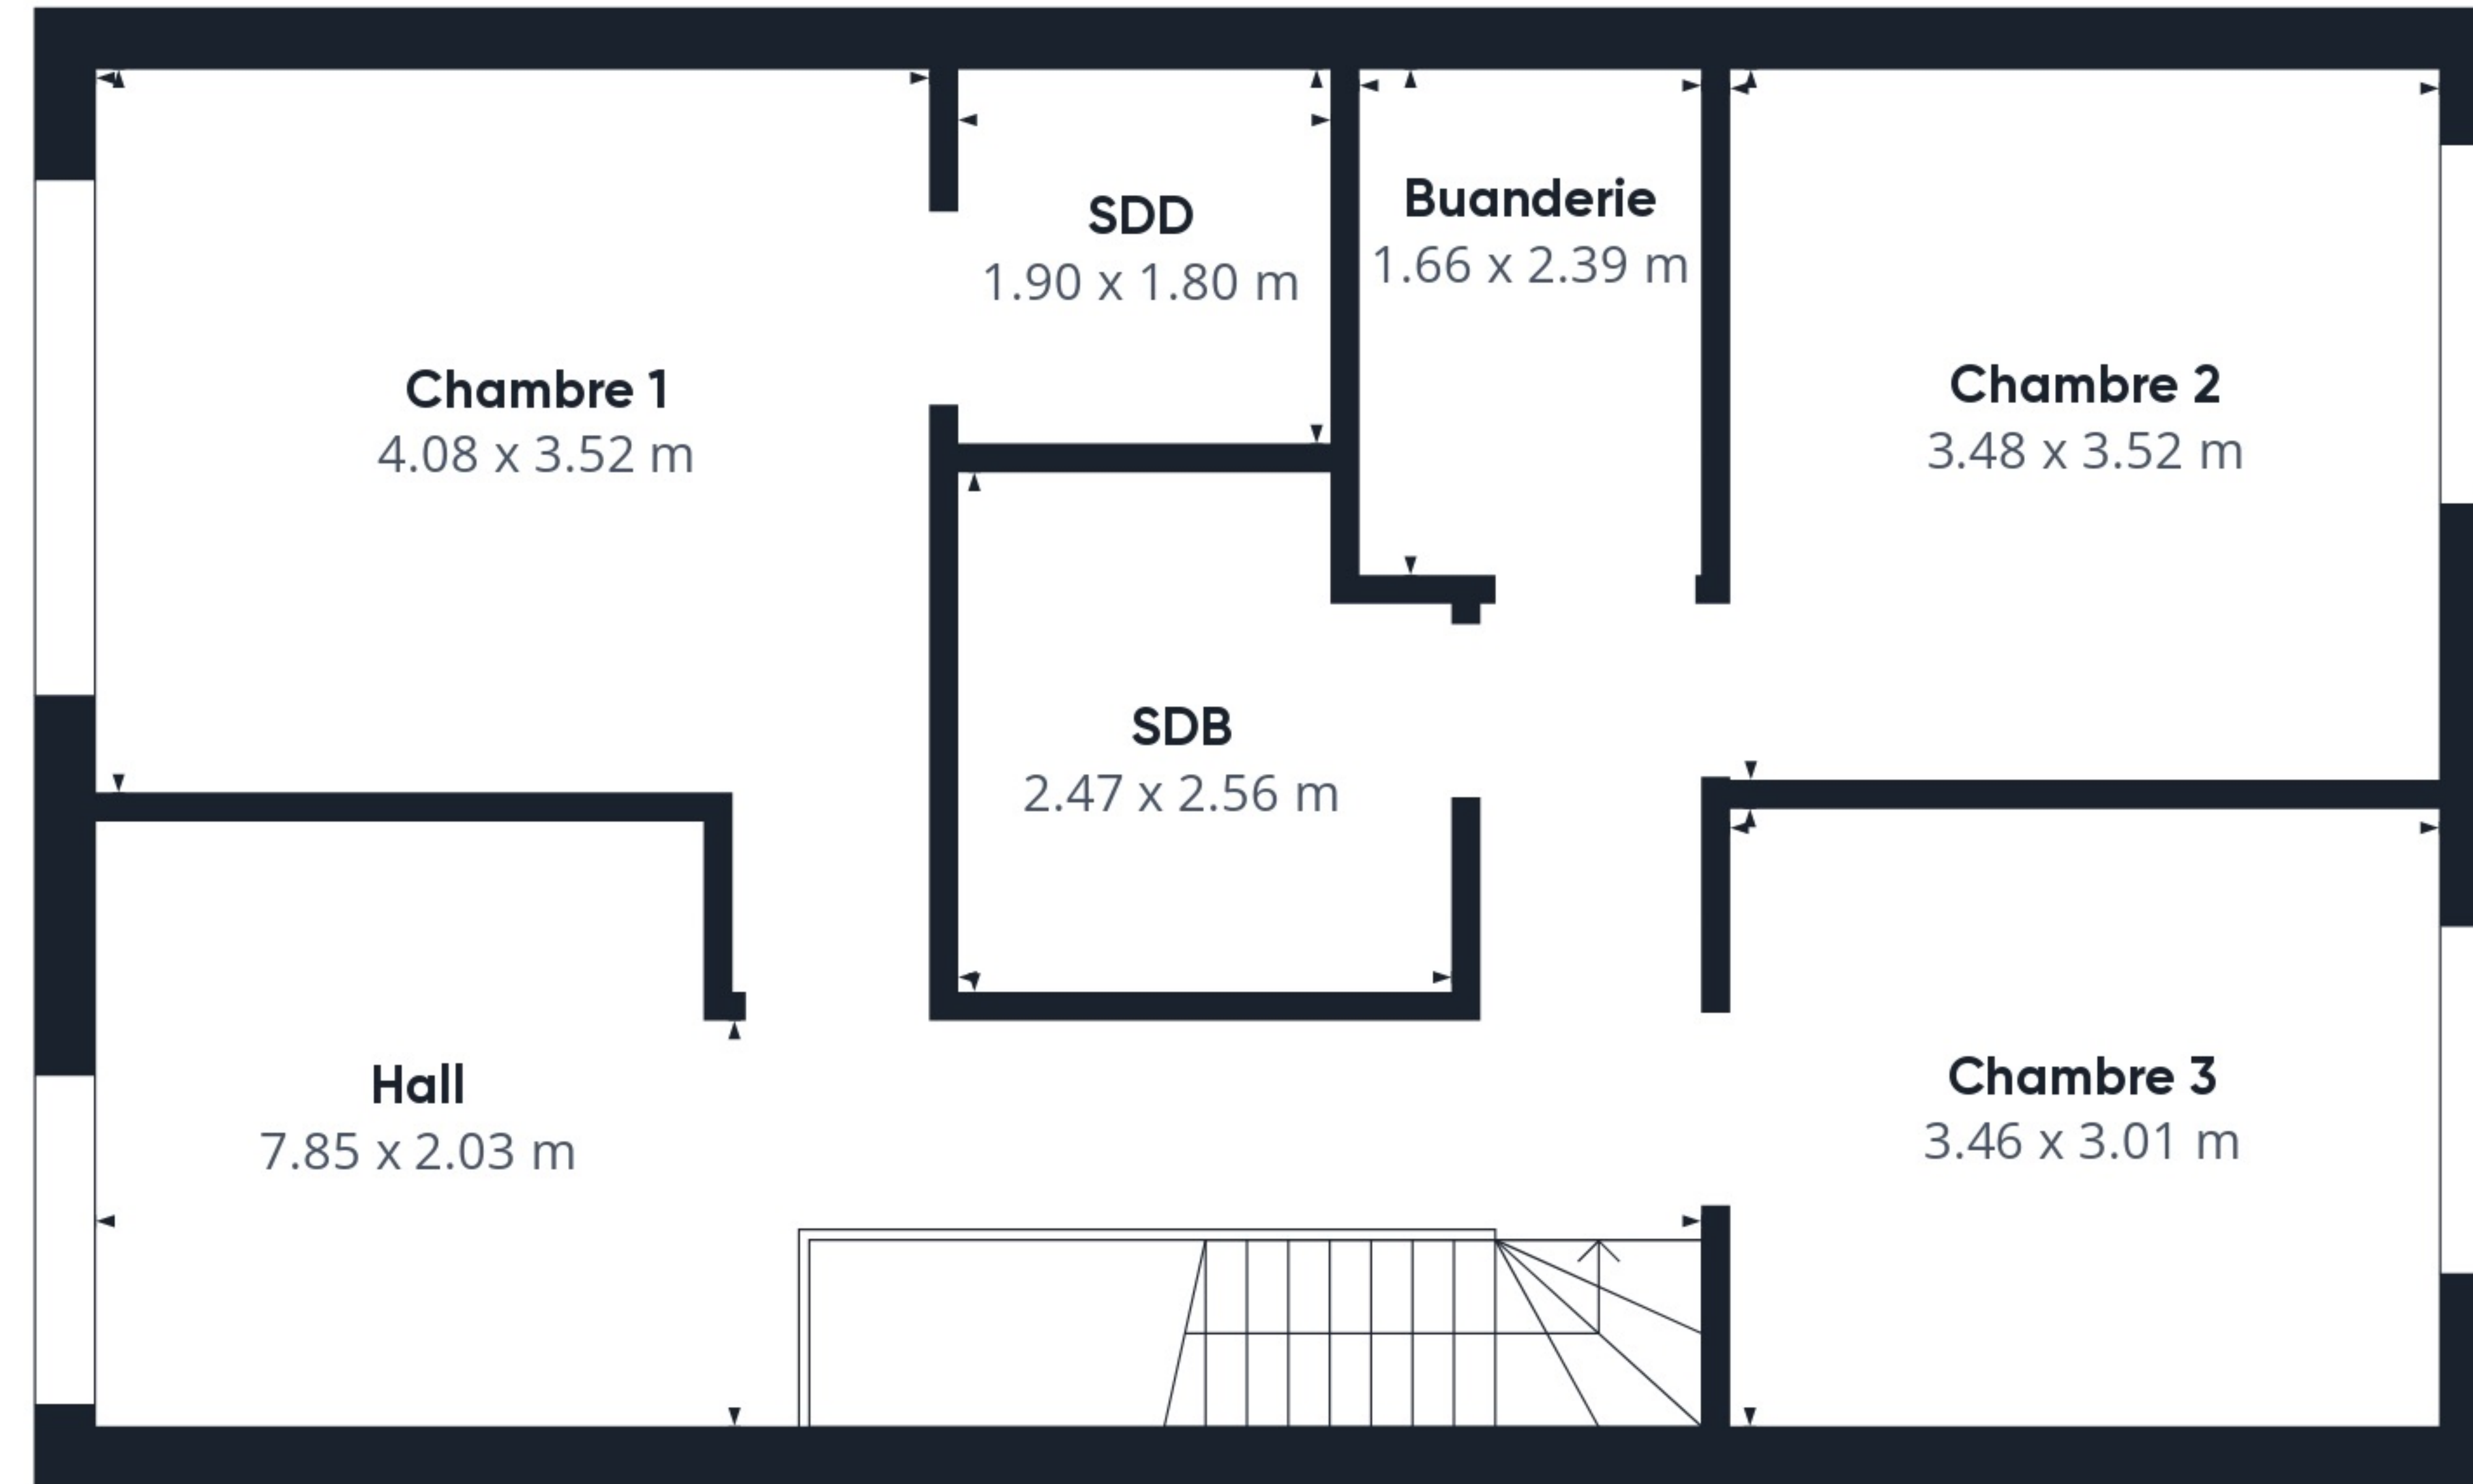 SDD
1.90 x 1.80 m
Buanderie
1.66 x 2.39 m
Chambre 1
4.08 x 3.52 m
Chambre 2
3.48 x 3.52 m
SDB
2.47 x 2.56 m
Hall
7.85 x 2.03 m
Chambre 3
3.46 x 3.01 m